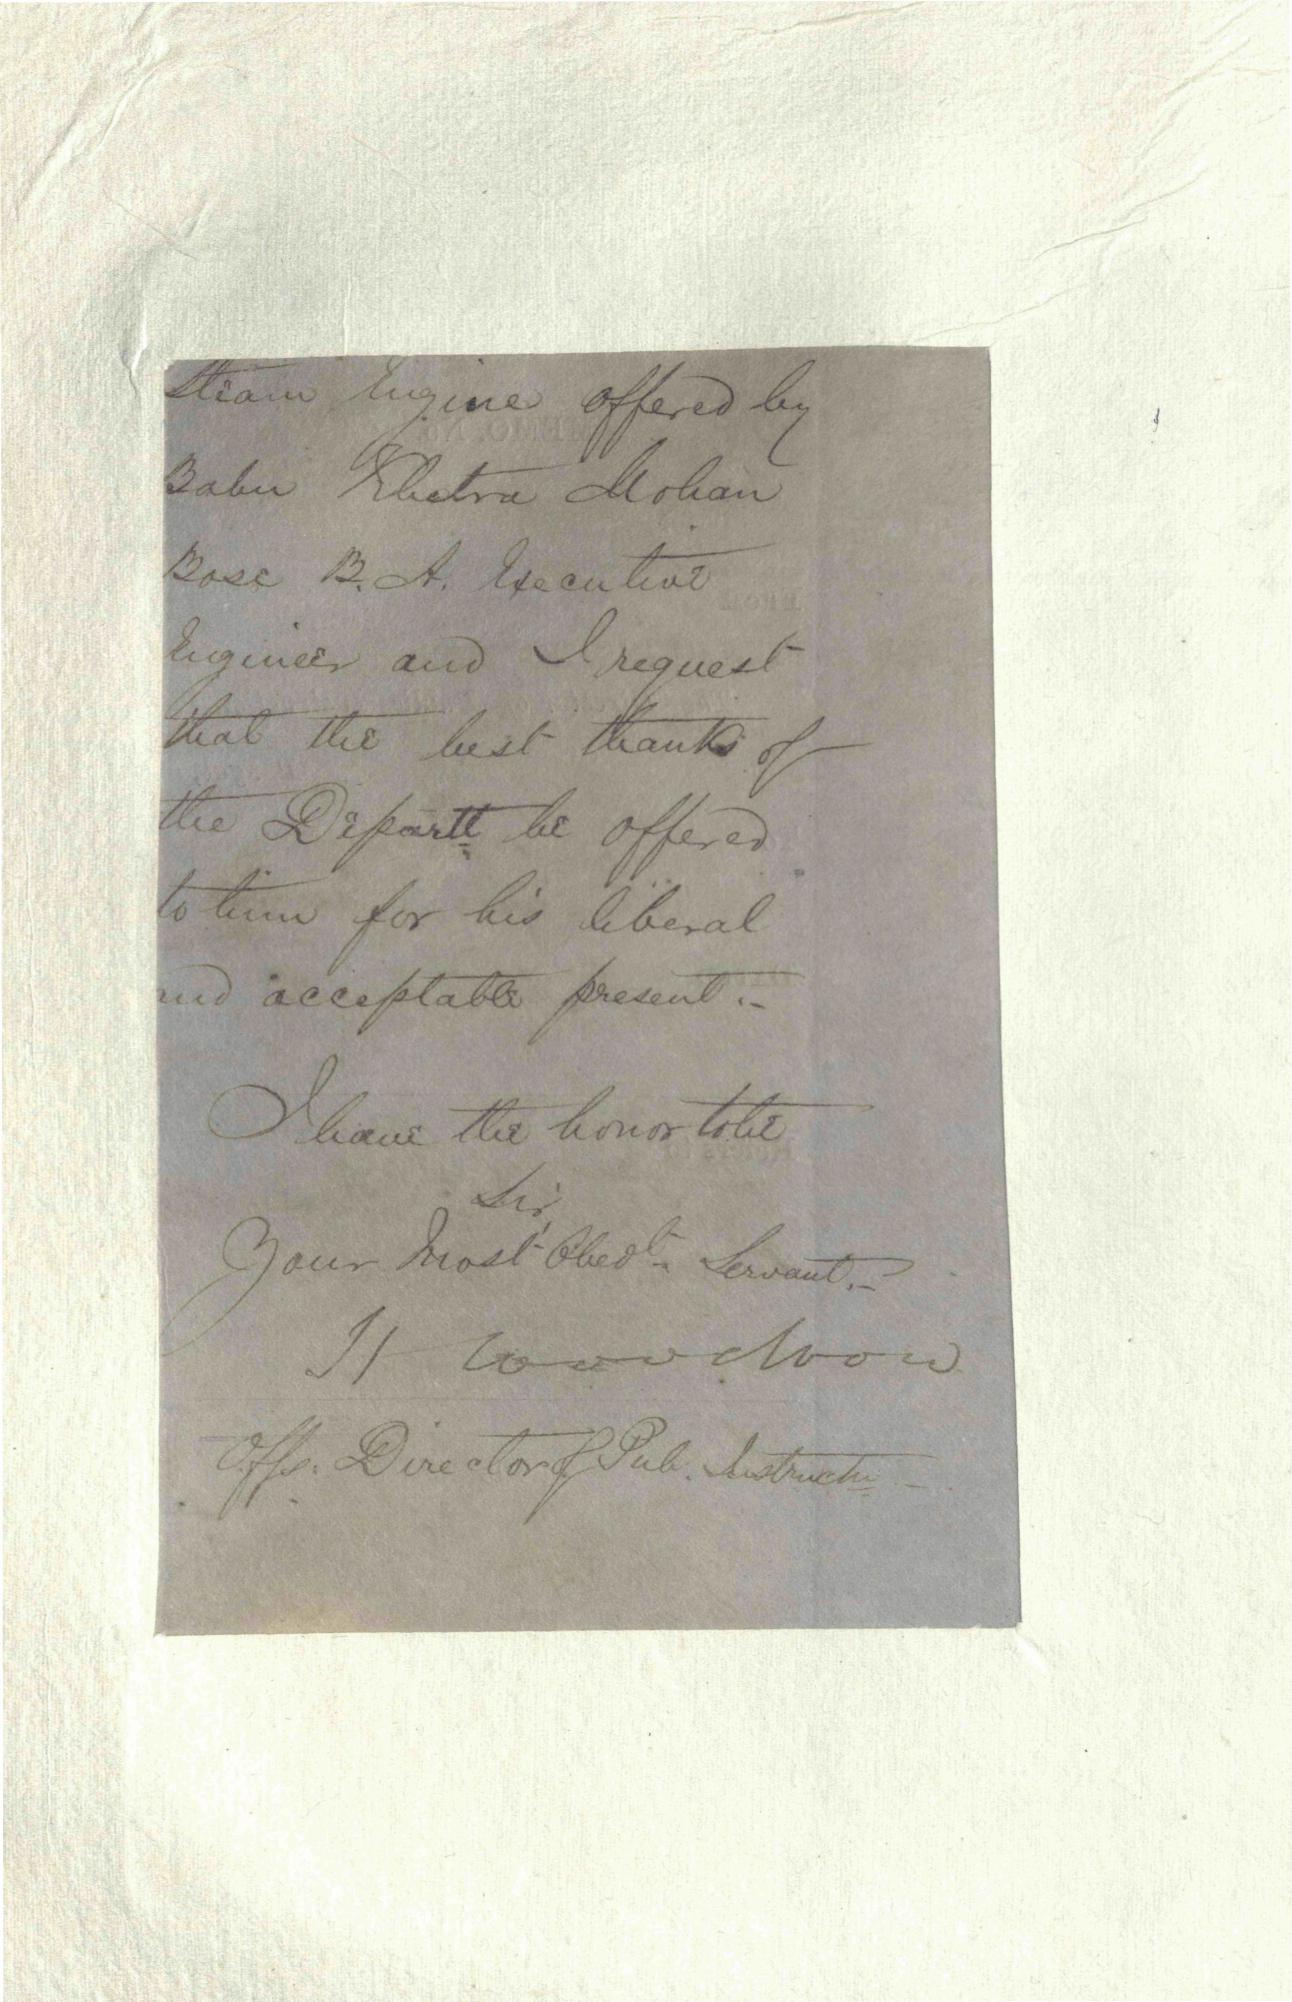 Steam Engine offered by
Babu Khetra Mohan
Bose B.A. Executive
Engineer and I request
that the best thanks of
the Departt be offered
to him for his liberal
and acceptable present.-
I have the honor to be
Sir,
Your Most Obedt. Servant.-
H Woodrow
Offg. Director of Pub. Instructn.-